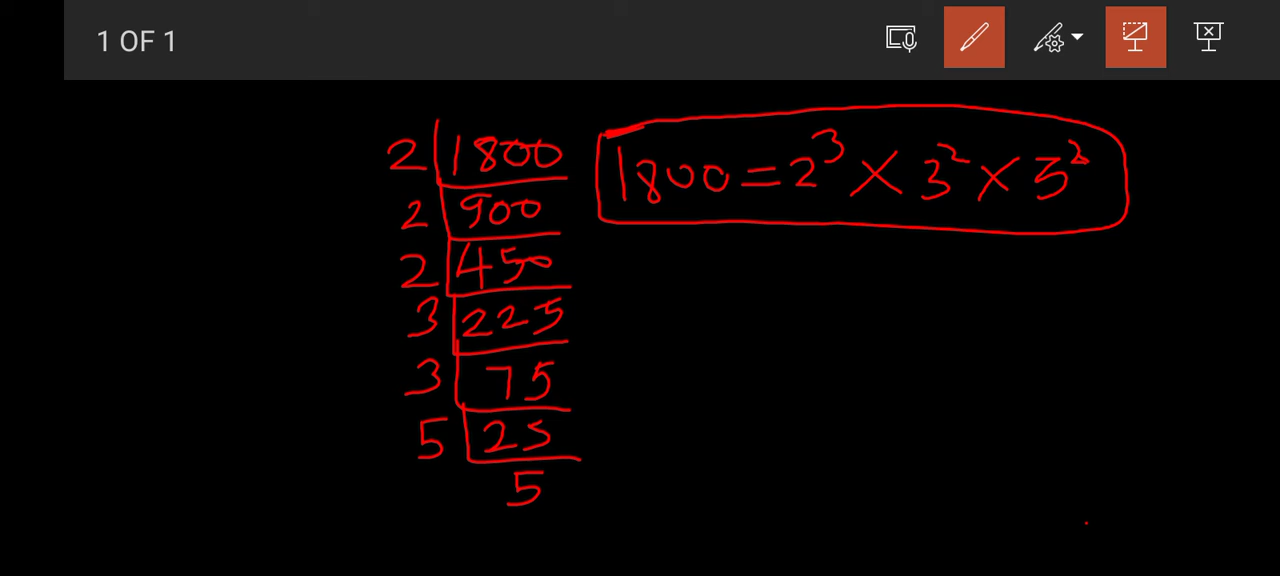 1 OF 1
2 | 1800
1800 = 2³ × 3² × 5²
2 | 900
2 | 450
3 | 225
3 | 75
5 | 25
5